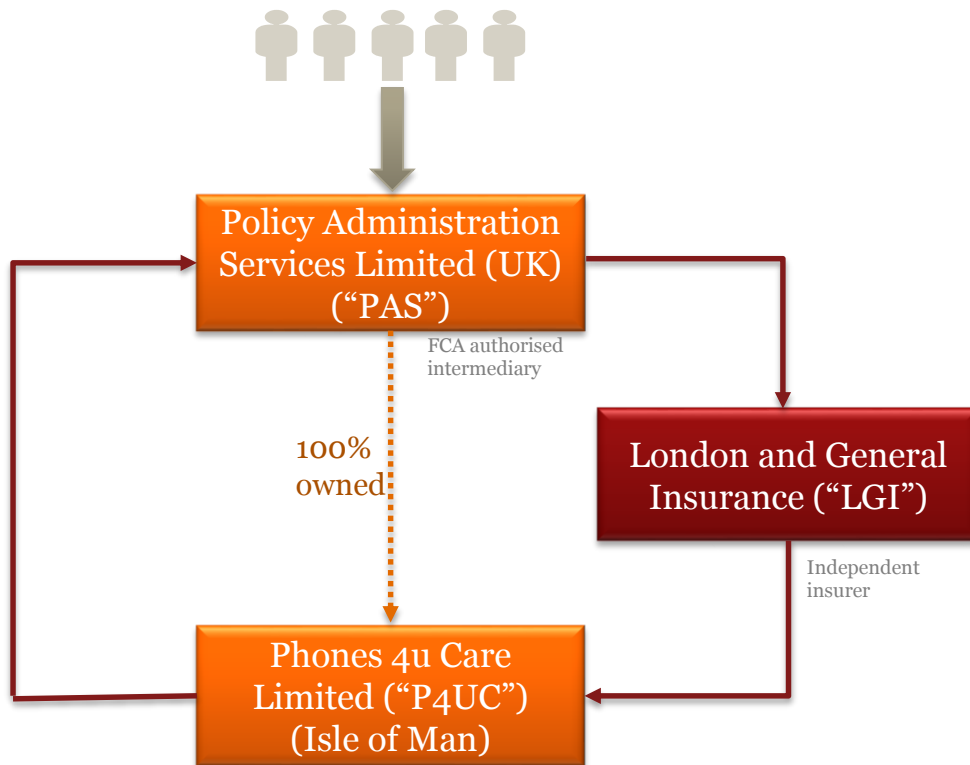 Policy Administration
Services Limited (UK)
(“PAS”)
FCA authorised
intermediary
100%
owned
London and General
Insurance (“LGI”)
Independent
insurer
Phones 4u Care
Limited (“P4UC”)
(Isle of Man)